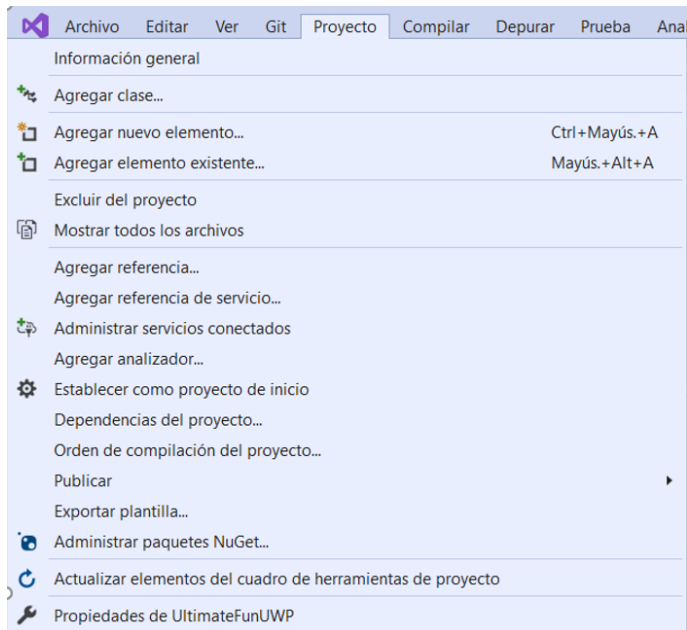 Archivo Editar Ver Git Proyecto Compilar Depurar Prueba
Información general
Agregar clase...
Agregar nuevo elemento... Ctrl+Mayús.+A
Agregar elemento existente... Mayús.+Alt+A
Excluir del proyecto
Mostrar todos los archivos
Agregar referencia...
Agregar referencia de servicio...
Administrar servicios conectados
Agregar analizador...
Establecer como proyecto de inicio
Dependencias del proyecto...
Orden de compilación del proyecto...
Publicar
Exportar plantilla...
Administrar paquetes NuGet...
Actualizar elementos del cuadro de herramientas de proyecto
Propiedades de UltimateFunUWP